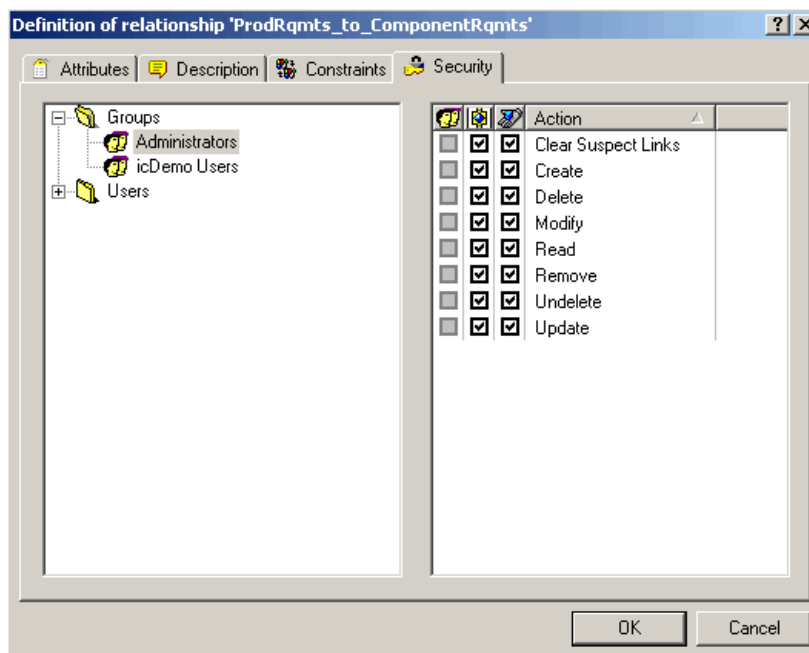 Definition of relationship 'ProdRqmts_to_ComponentRqmts'
Attributes Description Constraints Security
Groups
Administrators
icDemo Users
Users
Action
Clear Suspect Links
Create
Delete
Modify
Read
Remove
Undelete
Update
OK Cancel